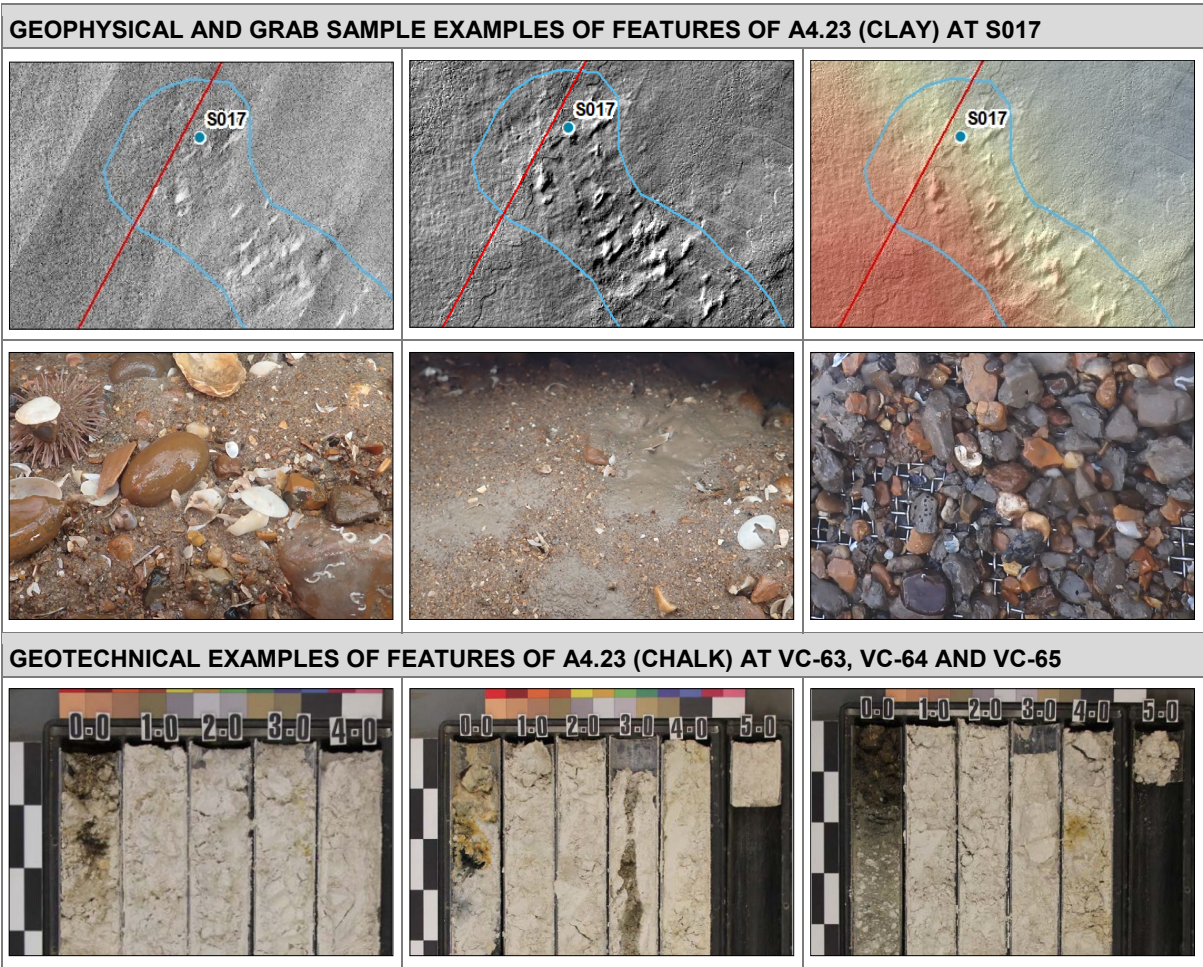 GEOPHYSICAL AND GRAB SAMPLE EXAMPLES OF FEATURES OF A4.23 (CLAY) AT S017
S017
S017
S017
GEOTECHNICAL EXAMPLES OF FEATURES OF A4.23 (CHALK) AT VC-63, VC-64 AND VC-65
0.0 1.0 2.0 3.0 4.0
0.0 1.0 2.0 3.0 4.0 5.0
0.0 1.0 2.0 3.0 4.0 5.0